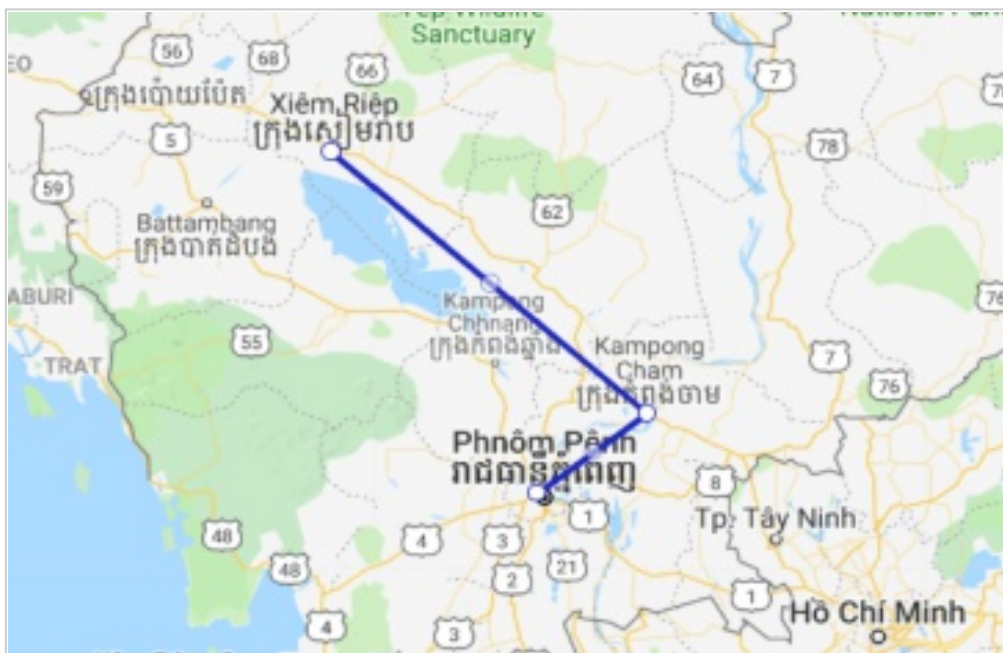 Sanctuary
56
68
66
64
7
78
ក្រុងប៉ោយប៉ែត
Xiêm Riệp
ក្រុងសៀមរាប
5
59
62
Battambang
ក្រុងបាត់ដំបង
ABURI
Kampong
Chhnang
ក្រុងកំពង់ឆ្នាំង
55
TRAT
Kampong
Cham
ក្រុងកំពង់ចាម
7
76
Phnôm Pênh
រាជធានីភ្នំពេញ
8
Tp. Tây Ninh
48
4
3
1
48
2
21
1
Hồ Chí Minh
4
3